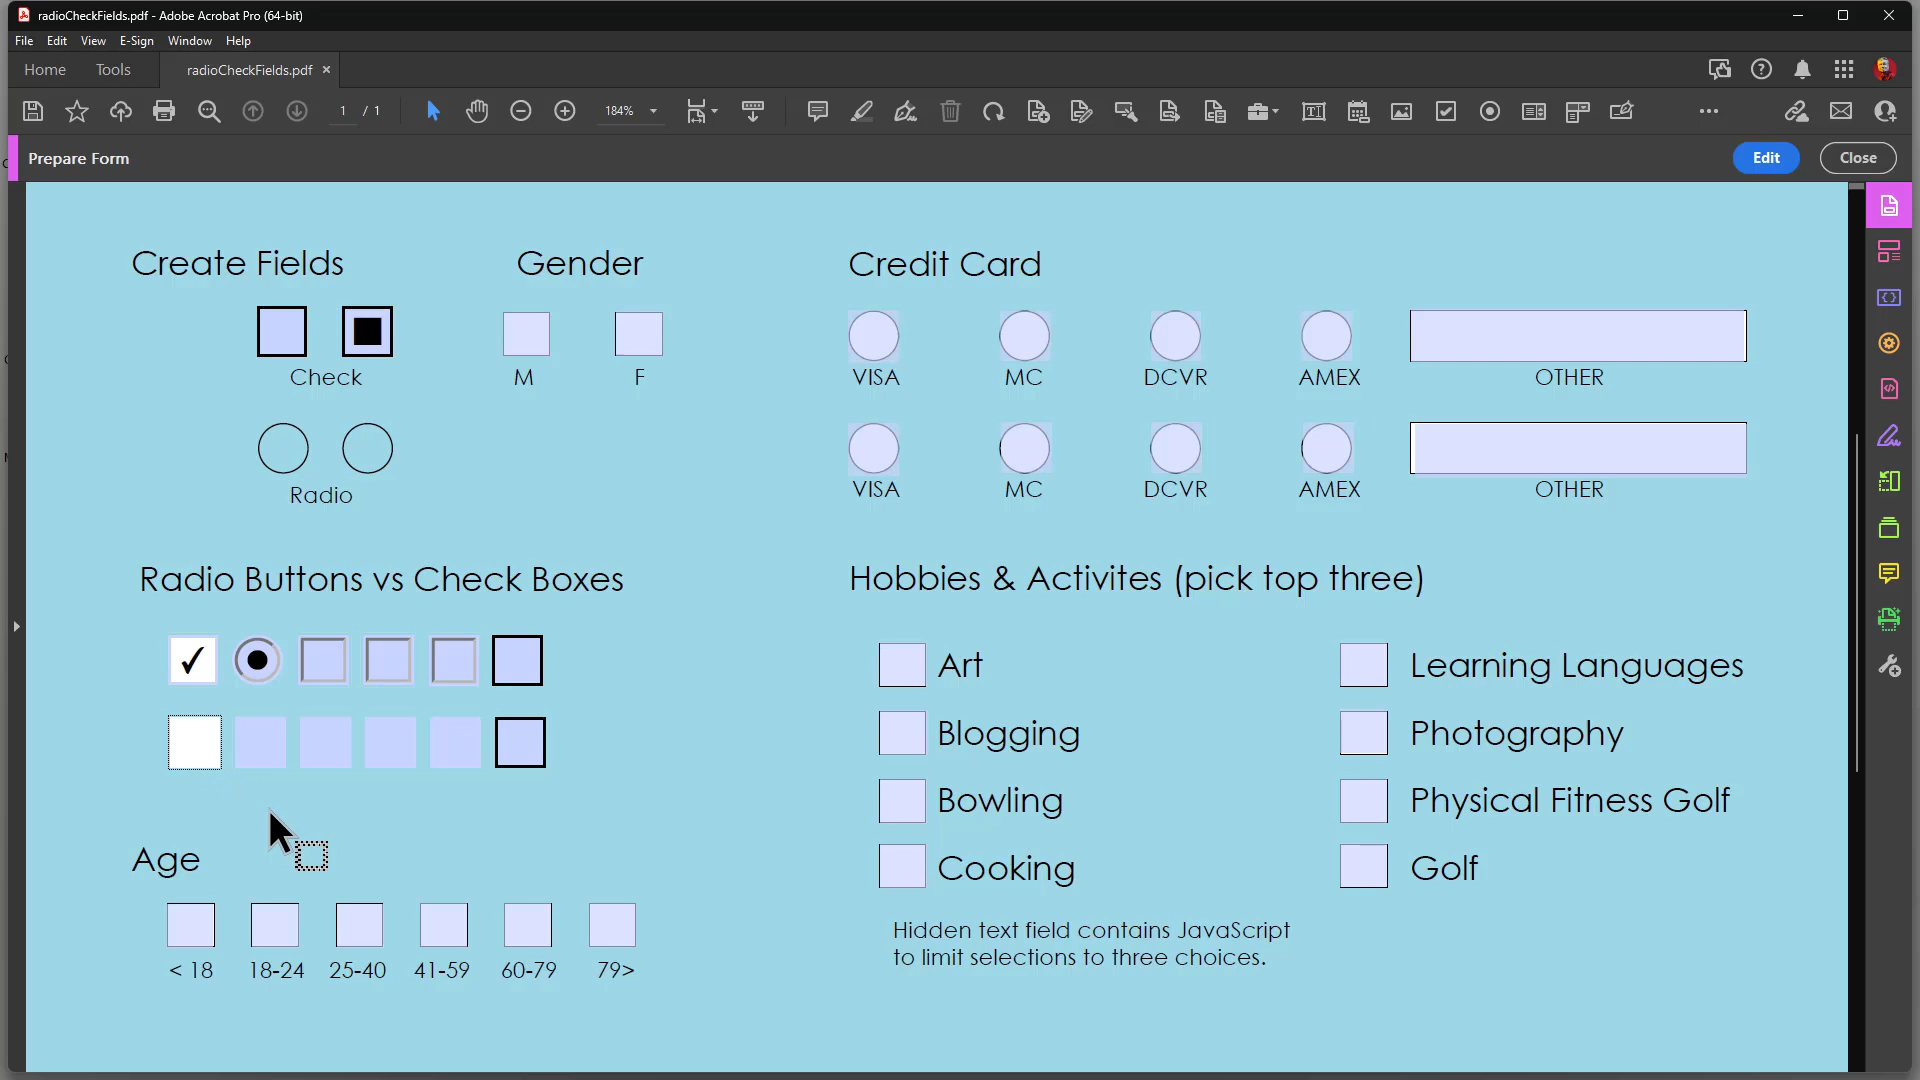 radioCheckFields.pdf - Adobe Acrobat Pro (64-bit)
File Edit View E-Sign Window Help
Home Tools radioCheckFields.pdf
1 / 1 184%
Prepare Form
Edit Close
Create Fields Gender Credit Card
Check M F VISA MC DCVR AMEX OTHER
Radio VISA MC DCVR AMEX OTHER
Radio Buttons vs Check Boxes Hobbies & Activites (pick top three)
Art Learning Languages
Blogging Photography
Bowling Physical Fitness Golf
Age Cooking Golf
Hidden text field contains JavaScript
to limit selections to three choices.
< 18 18-24 25-40 41-59 60-79 79>